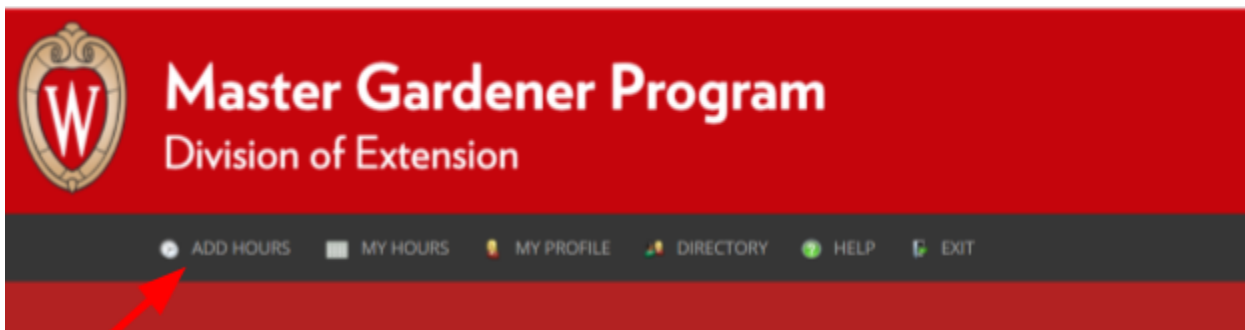 W
Master Gardener Program
Division of Extension
ADD HOURS MY HOURS MY PROFILE DIRECTORY ? HELP EXIT